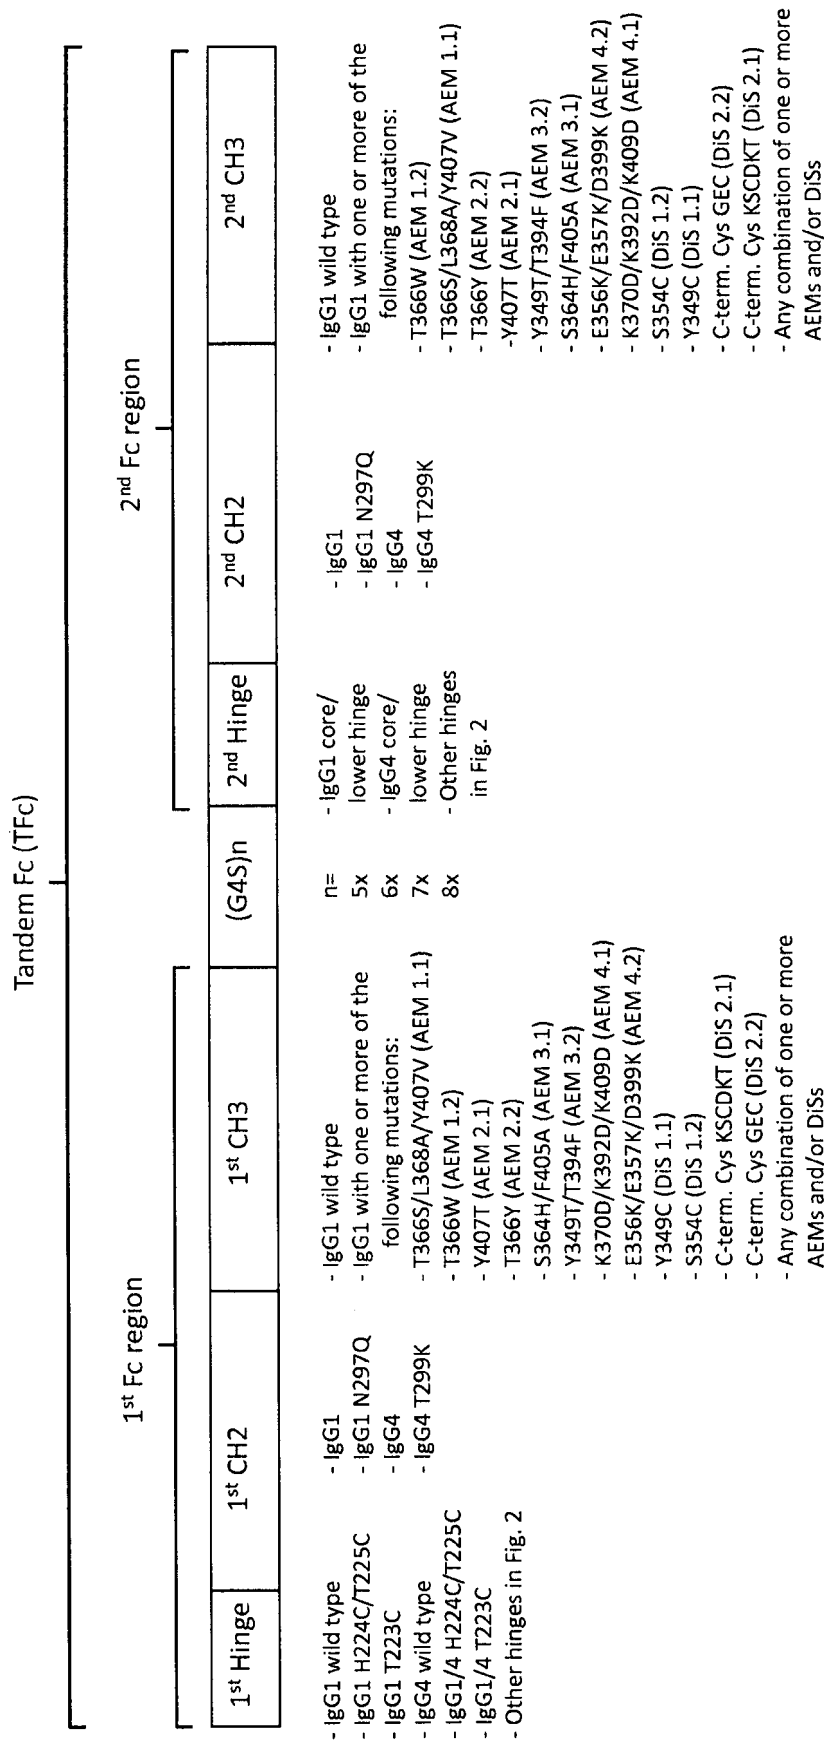 Tandem Fc (TFc)
1st Fc region
2nd Fc region
1st Hinge
1st CH2
1st CH3
(G4S)n
2nd Hinge
2nd CH2
2nd CH3
- IgG1 wild type
- IgG1 H224C/T225C
- IgG1 T223C
- IgG4 wild type
- IgG1/4 H224C/T225C
- IgG1/4 T223C
- Other hinges in Fig. 2
- IgG1
- IgG1 N297Q
- IgG4
- IgG4 T299K
- IgG1 wild type
- IgG1 with one or more of the
following mutations:
- T366S/L368A/Y407V (AEM 1.1)
- T366W (AEM 1.2)
- Y407T (AEM 2.1)
- T366Y (AEM 2.2)
- S364H/F405A (AEM 3.1)
- Y349T/T394F (AEM 3.2)
- K370D/K392D/K409D (AEM 4.1)
- E356K/E357K/D399K (AEM 4.2)
- Y349C (DiS 1.1)
- S354C (DiS 1.2)
- C-term. Cys KSCDKT (DiS 2.1)
- C-term. Cys GEC (DiS 2.2)
- Any combination of one or more
AEMs and/or DiSs
n=
5x
6x
7x
8x
- IgG1 core/
lower hinge
- IgG4 core/
lower hinge
- Other hinges
in Fig. 2
- IgG1
- IgG1 N297Q
- IgG4
- IgG4 T299K
- IgG1 wild type
- IgG1 with one or more of the
following mutations:
- T366W (AEM 1.2)
- T366S/L368A/Y407V (AEM 1.1)
- T366Y (AEM 2.2)
-Y407T (AEM 2.1)
- Y349T/T394F (AEM 3.2)
- S364H/F405A (AEM 3.1)
- E356K/E357K/D399K (AEM 4.2)
- K370D/K392D/K409D (AEM 4.1)
- S354C (DiS 1.2)
- Y349C (DiS 1.1)
- C-term. Cys GEC (DiS 2.2)
- C-term. Cys KSCDKT (DiS 2.1)
- Any combination of one or more
AEMs and/or DiSs